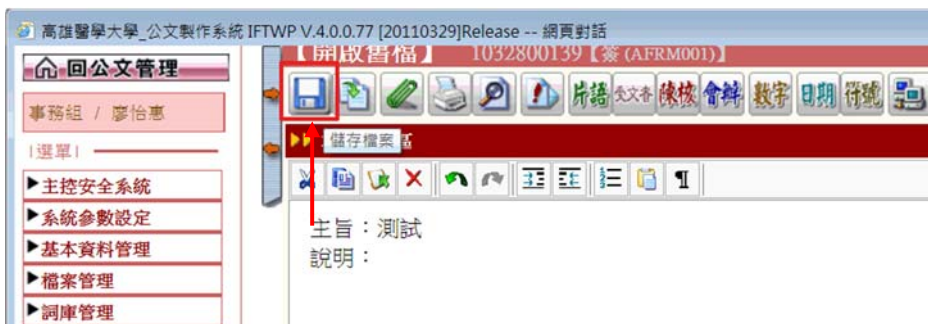 高雄醫學大學_公文製作系統 IFTWP V.4.0.0.77 [20110329]Release -- 網頁對話
回公文管理
事務組 / 廖怡惠
|選單|
▶主控安全系統
▶系統參數設定
▶基本資料管理
▶檔案管理
▶詞庫管理
【開啟舊檔】 1032800139【簽 (AFRM001)】
片語 受文者 陳核 會辦 數字 日期 符號
儲存檔案 區
主旨：測試
說明：